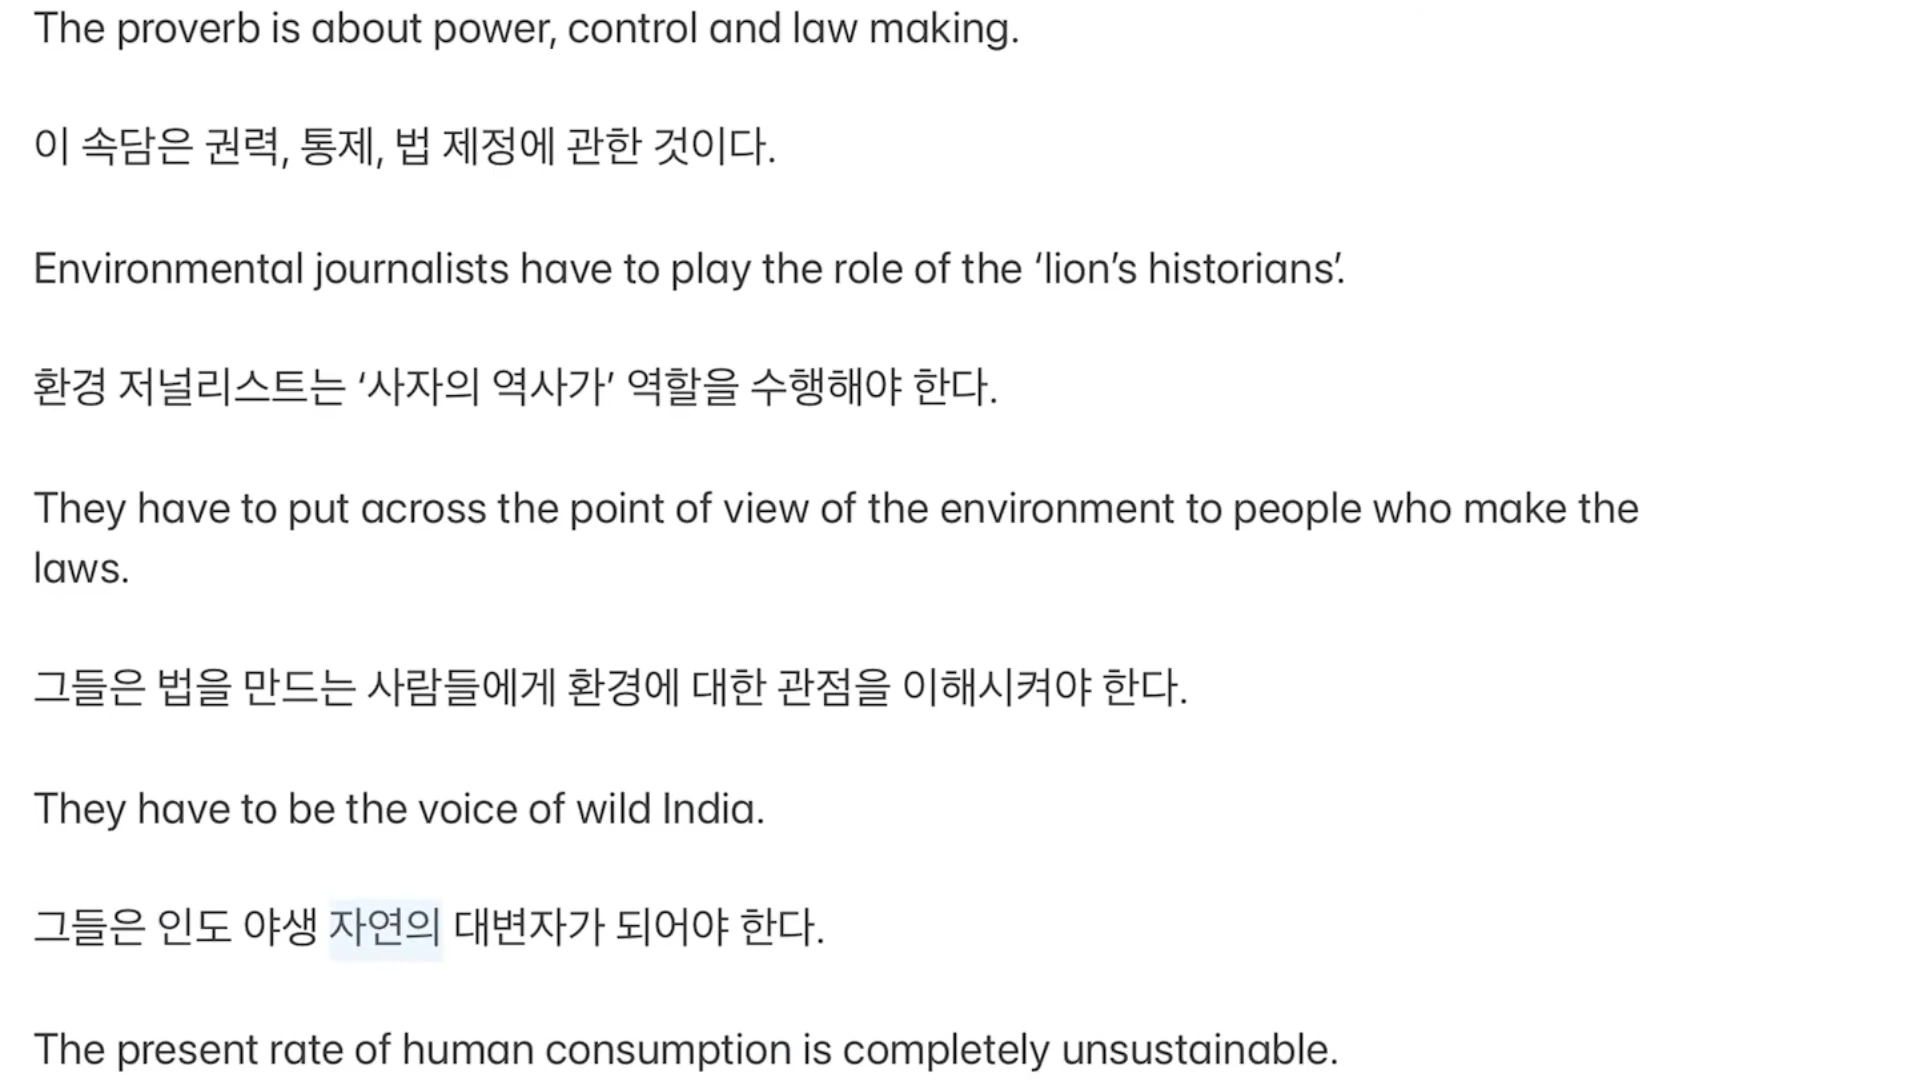 The proverb is about power, control and law making.
이 속담은 권력, 통제, 법 제정에 관한 것이다.
Environmental journalists have to play the role of the ‘lion’s historians’.
환경 저널리스트는 ‘사자의 역사가’ 역할을 수행해야 한다.
They have to put across the point of view of the environment to people who make the
laws.
그들은 법을 만드는 사람들에게 환경에 대한 관점을 이해시켜야 한다.
They have to be the voice of wild India.
그들은 인도 야생 자연의 대변자가 되어야 한다.
The present rate of human consumption is completely unsustainable.